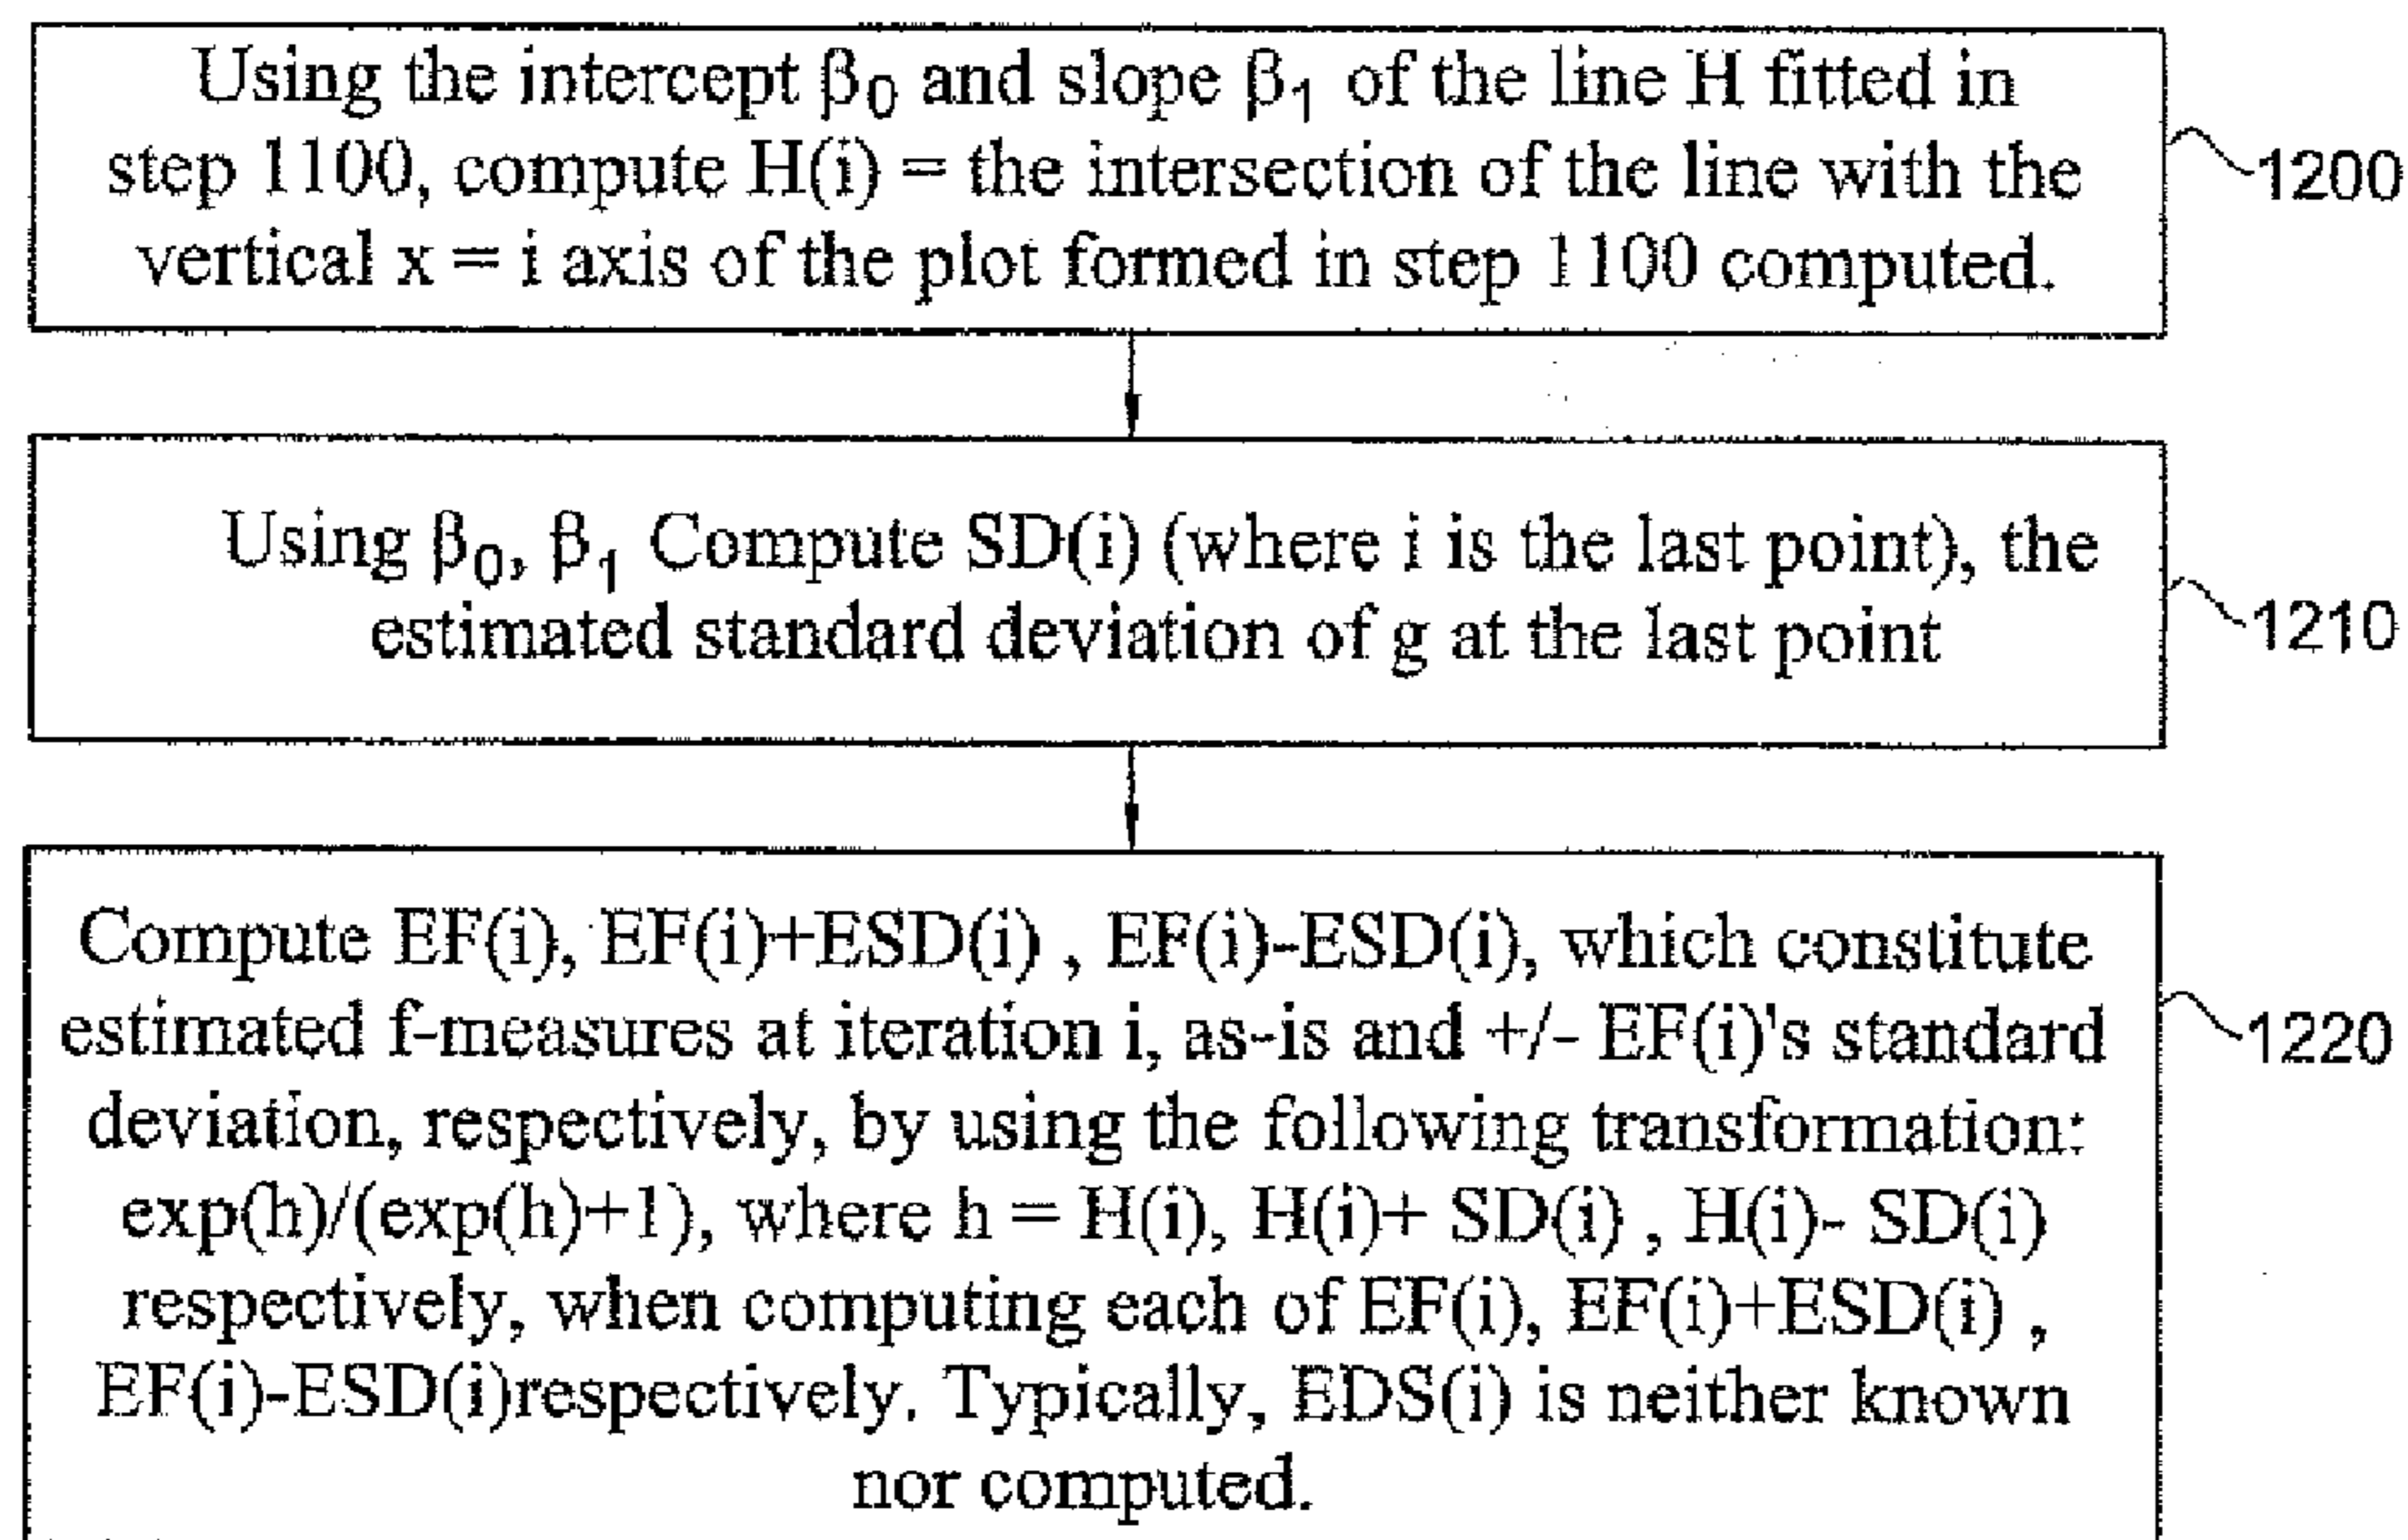 Using the intercept β₀ and slope β₁ of the line H fitted in
step 1100, compute H(i) = the intersection of the line with the
vertical x = i axis of the plot formed in step 1100 computed.
1200
Using β₀, β₁ Compute SD(i) (where i is the last point), the
estimated standard deviation of g at the last point
1210
Compute EF(i), EF(i)+ESD(i) , EF(i)-ESD(i), which constitute
estimated f-measures at iteration i, as-is and +/- EF(i)'s standard
deviation, respectively, by using the following transformation:
exp(h)/(exp(h)+1), where h = H(i), H(i)+ SD(i) , H(i)- SD(i)
respectively, when computing each of EF(i), EF(i)+ESD(i) ,
EF(i)-ESD(i)respectively. Typically, EDS(i) is neither known
nor computed.
1220